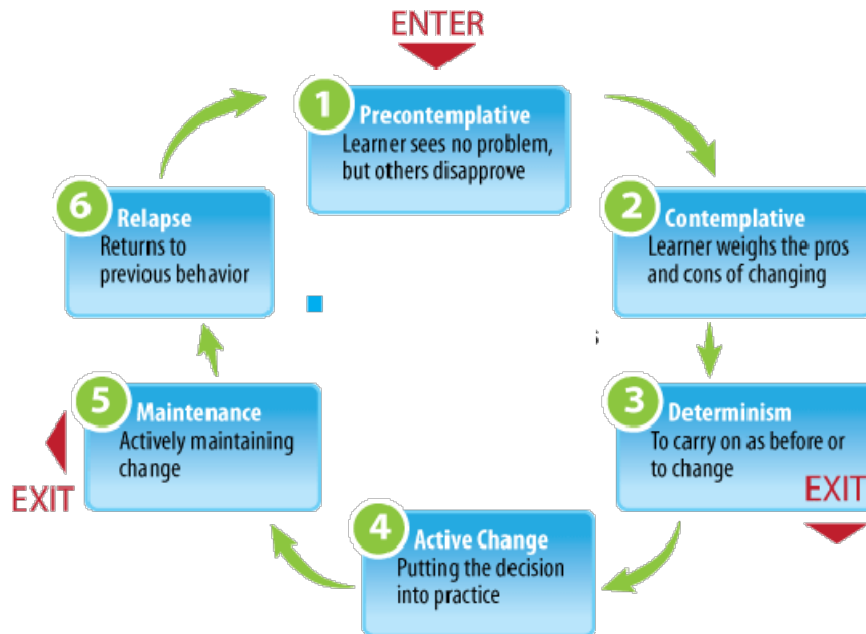 ENTER
1
Precontemplative
Learner sees no problem,
but others disapprove
2
Contemplative
Learner weighs the pros
and cons of changing
3
Determinism
To carry on as before or
to change
EXIT
4
Active Change
Putting the decision
into practice
5
Maintenance
Actively maintaining
change
EXIT
6
Relapse
Returns to
previous behavior